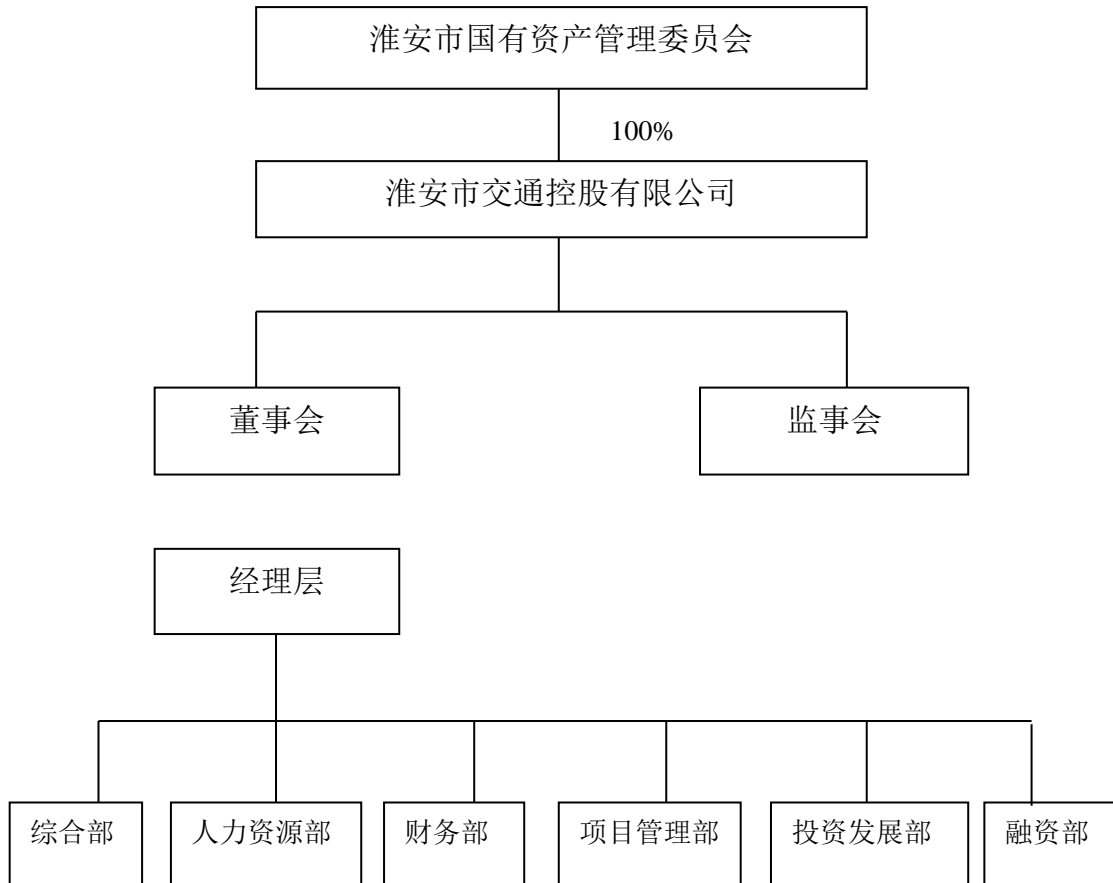 淮安市国有资产管理委员会
100%
淮安市交通控股有限公司
董事会
监事会
经理层
综合部
人力资源部
财务部
项目管理部
投资发展部
融资部